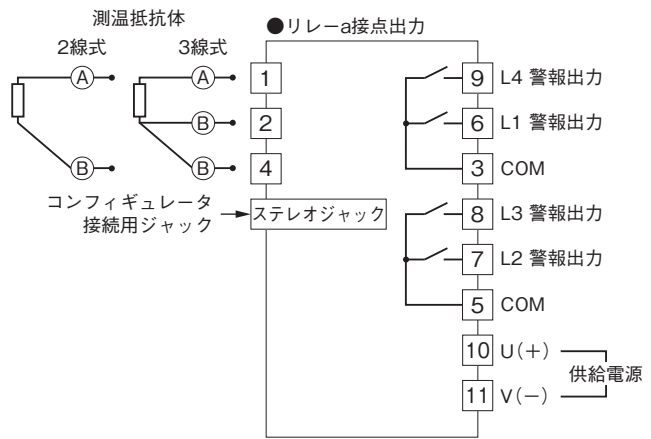 測温抵抗体
2線式
3線式
●リレーa接点出力
A
A
B
B
B
1
2
4
コンフィギュレータ
接続用ジャック
ステレオジャック
9 L4 警報出力
6 L1 警報出力
3 COM
8 L3 警報出力
7 L2 警報出力
5 COM
10 U(+)
11 V(−)
供給電源